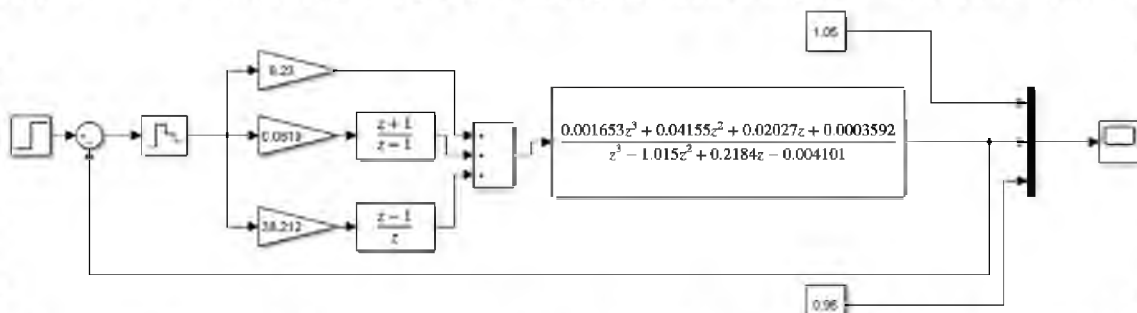 1.05
8.23
0.0619
z+1
z−1
0.001653z³ + 0.04155z² + 0.02027z + 0.0003592
z³ − 1.015z² + 0.2184z − 0.004101
38.212
z−1
z
0.95